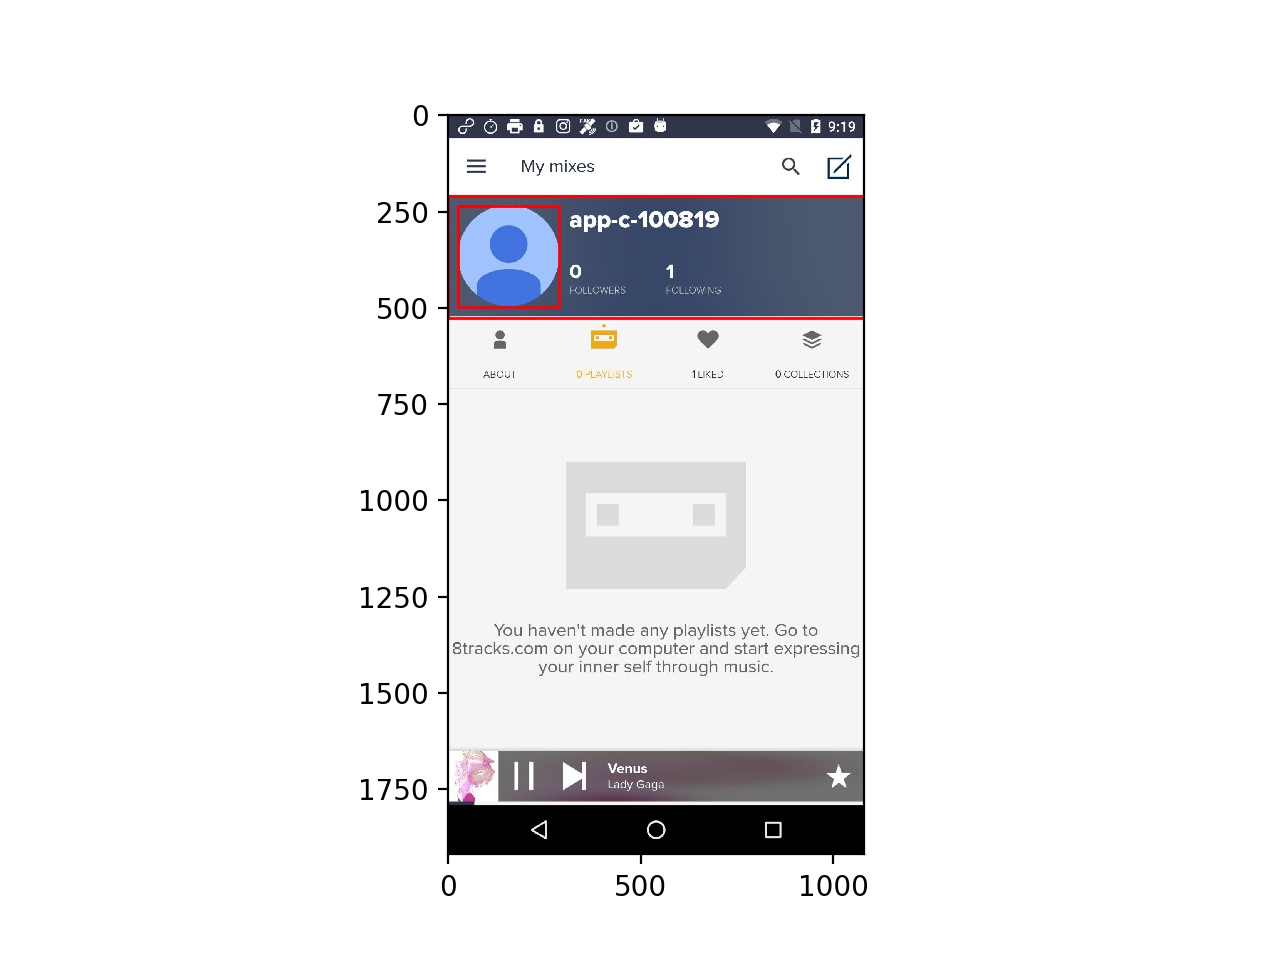 0
9:19
My mixes
250
app-c-100819
0 1
FOLLOWERS FOLLOWING
500
ABOUT 0 PLAYLISTS 1 LIKED 0 COLLECTIONS
750
1000
1250
You haven't made any playlists yet. Go to
8tracks.com on your computer and start expressing
your inner self through music.
1500
Venus
Lady Gaga
1750
0 500 1000